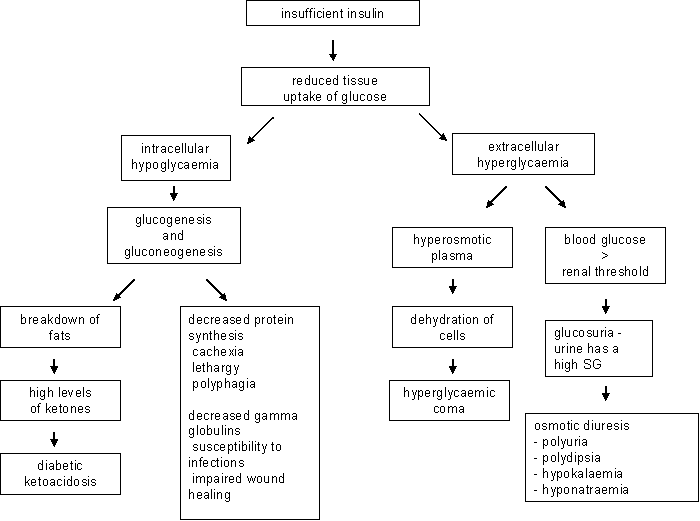 insufficient insulin
reduced tissue
uptake of glucose
intracellular
hypoglycaemia
extracellular
hyperglycaemia
glucogenesis
and
gluconeogenesis
hyperosmotic
plasma
blood glucose
>
renal threshold
breakdown of
fats
decreased protein
synthesis
cachexia
lethargy
polyphagia
decreased gamma
globulins
susceptibility to
infections
impaired wound
healing
dehydration of
cells
glucosuria -
urine has a
high SG
high levels
of ketones
hyperglycaemic
coma
diabetic
ketoacidosis
osmotic diuresis
- polyuria
- polydipsia
- hypokalaemia
- hyponatraemia